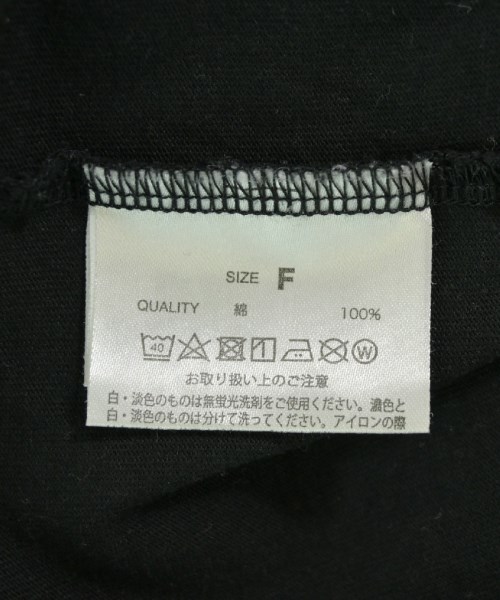 SIZE F
QUALITY 綿 100%
40 W
お取り扱い上のご注意
白・淡色のものは無蛍光洗剤をご使用ください。濃色と
白・淡色のものは分けて洗ってください。アイロンの際